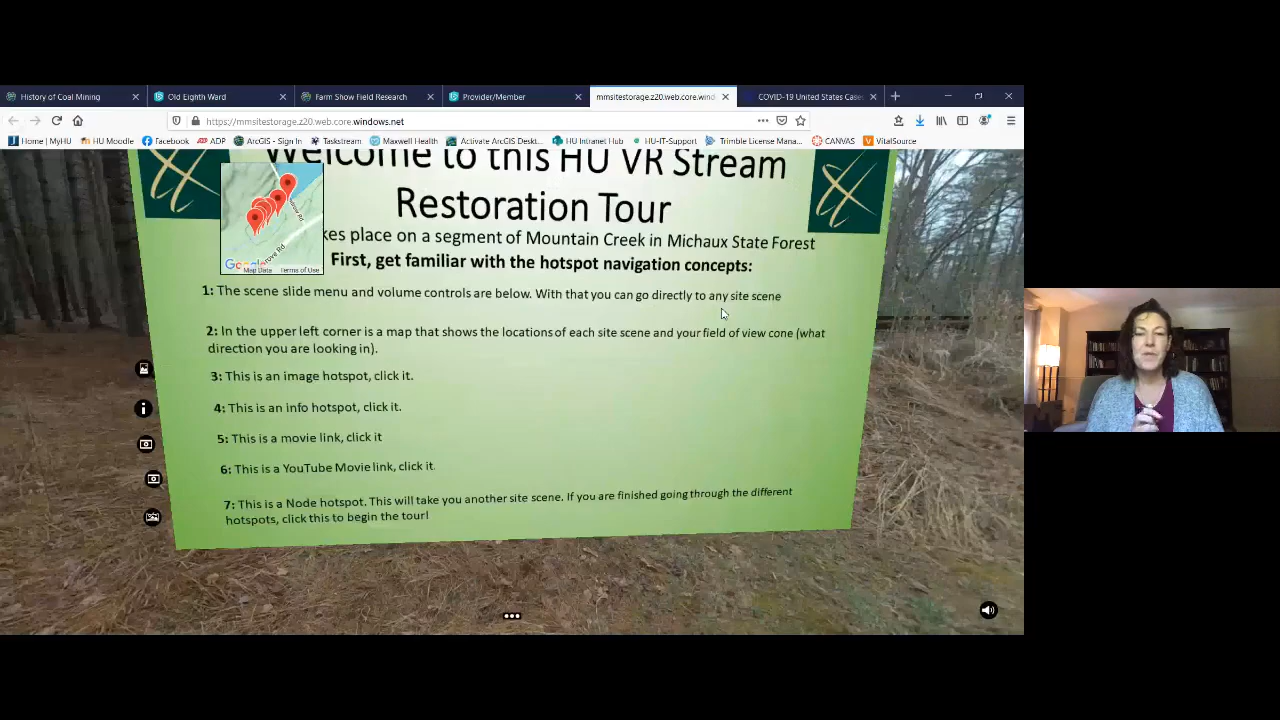 History of Coal Mining
Old Eighth Ward
Farm Show Field Research
Provider/Member
mmsitestorage.z20.web.core.wind
COVID-19 United States Cases
https://mmsitestorage.z20.web.core.windows.net
Home | MyHU
HU Moodle
Facebook
ADP
ArcGIS - Sign In
Taskstream
Maxwell Health
Activate ArcGIS Deskt...
HU Intranet Hub
HU-IT-Support
Trimble License Mana...
CANVAS
VitalSource
Welcome to this HU VR Stream
Restoration Tour
kes place on a segment of Mountain Creek in Michaux State Forest
First, get familiar with the hotspot navigation concepts:
Google
Map Data
Terms of Use
1: The scene slide menu and volume controls are below. With that you can go directly to any site scene
2: In the upper left corner is a map that shows the locations of each site scene and your field of view cone (what
direction you are looking in).
3: This is an image hotspot, click it.
4: This is an info hotspot, click it.
5: This is a movie link, click it
6: This is a YouTube Movie link, click it.
7: This is a Node hotspot. This will take you another site scene. If you are finished going through the different
hotspots, click this to begin the tour!